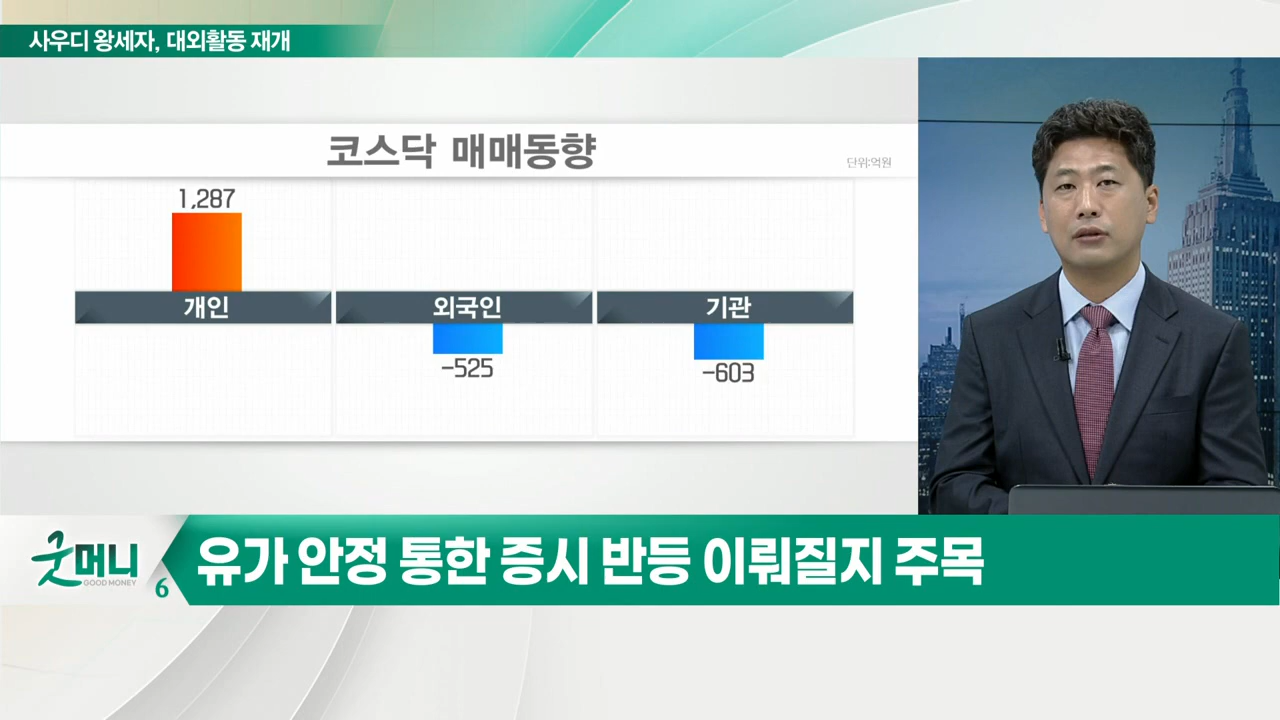 사우디 왕세자, 대외활동 재개
코스닥 매매동향
단위:억원
1,287
개인
외국인
기관
-525
-603
굿머니
GOOD MONEY
6
유가 안정 통한 증시 반등 이뤄질지 주목